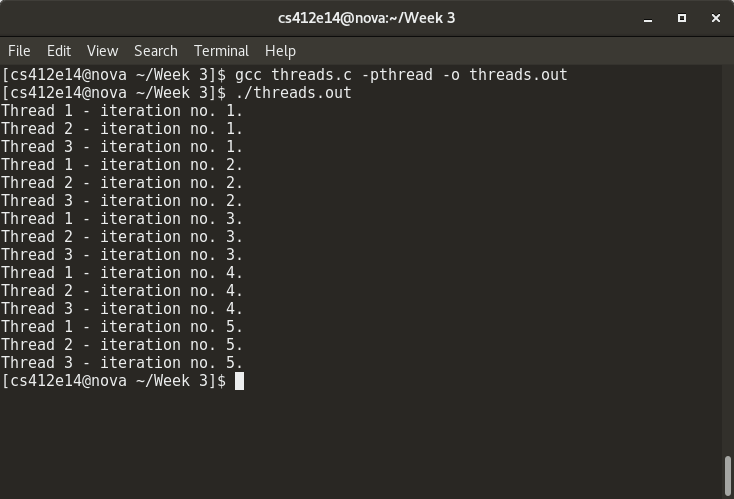 cs412e14@nova:~/Week 3
File Edit View Search Terminal Help
[cs412e14@nova ~/Week 3]$ gcc threads.c -pthread -o threads.out
[cs412e14@nova ~/Week 3]$ ./threads.out
Thread 1 - iteration no. 1.
Thread 2 - iteration no. 1.
Thread 3 - iteration no. 1.
Thread 1 - iteration no. 2.
Thread 2 - iteration no. 2.
Thread 3 - iteration no. 2.
Thread 1 - iteration no. 3.
Thread 2 - iteration no. 3.
Thread 3 - iteration no. 3.
Thread 1 - iteration no. 4.
Thread 2 - iteration no. 4.
Thread 3 - iteration no. 4.
Thread 1 - iteration no. 5.
Thread 2 - iteration no. 5.
Thread 3 - iteration no. 5.
[cs412e14@nova ~/Week 3]$